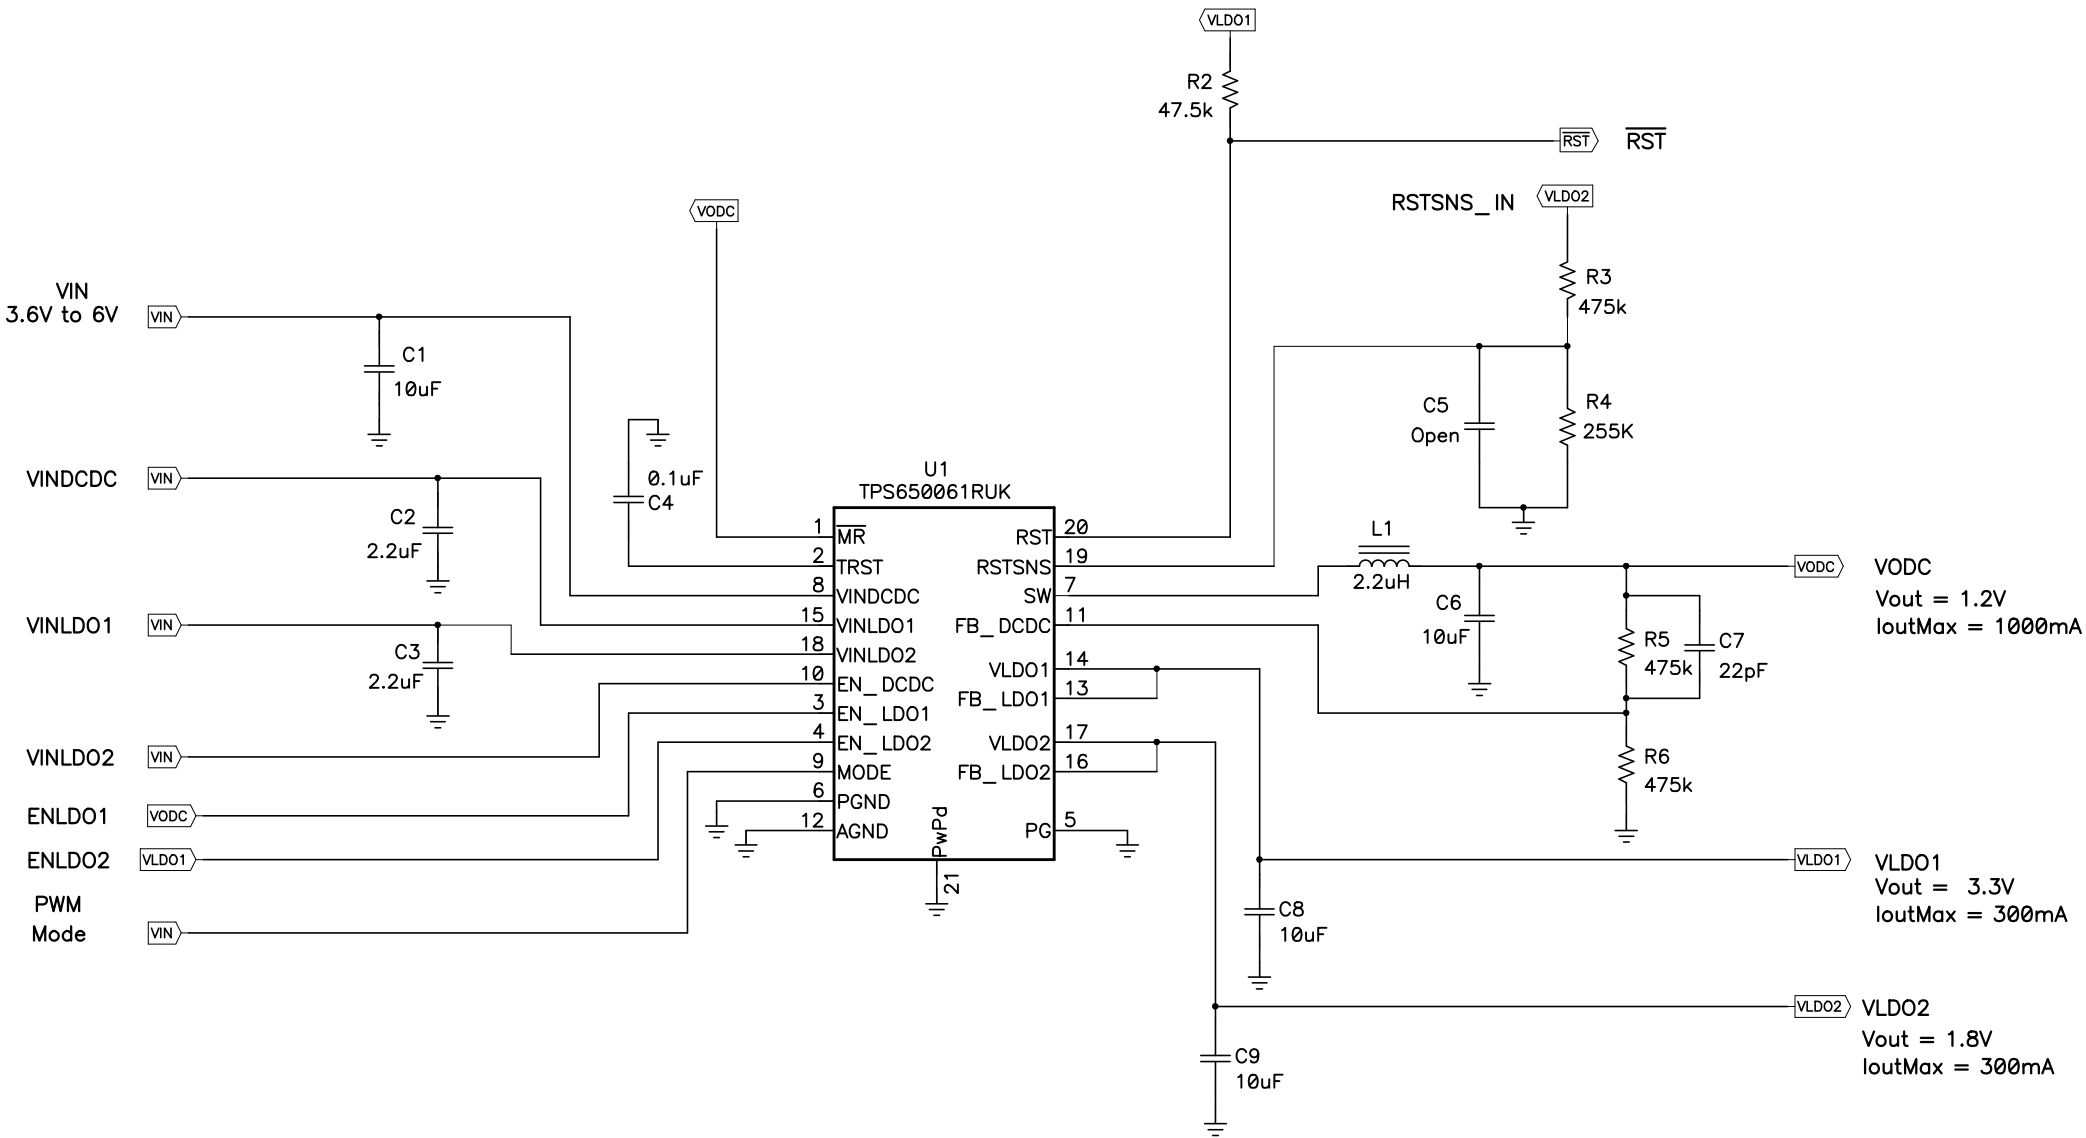 VLDO1
R2
47.5k
RST
RST
VODC
RSTSNS_IN
VLDO2
R3
475k
VIN
3.6V to 6V
VIN
C1
10uF
C5
Open
R4
255K
VINDCDC
VIN
C2
2.2uF
0.1uF
C4
U1
TPS650061RUK
1
MR
2
TRST
8
VINDCDC
15
VINLDO1
18
VINLDO2
10
EN_DCDC
3
EN_LDO1
4
EN_LDO2
9
MODE
6
PGND
12
AGND
PwPd
21
RST
20
RSTSNS
19
SW
7
FB_DCDC
11
VLDO1
14
FB_LDO1
13
VLDO2
17
FB_LDO2
16
PG
5
L1
2.2uH
C6
10uF
R5
475k
C7
22pF
R6
475k
VODC
VODC
Vout = 1.2V
IoutMax = 1000mA
VINLDO1
VIN
C3
2.2uF
VINLDO2
VIN
ENLDO1
VODC
ENLDO2
VLDO1
PWM
Mode
VIN
C8
10uF
VLDO1
VLDO1
Vout = 3.3V
IoutMax = 300mA
C9
10uF
VLDO2
VLDO2
Vout = 1.8V
IoutMax = 300mA